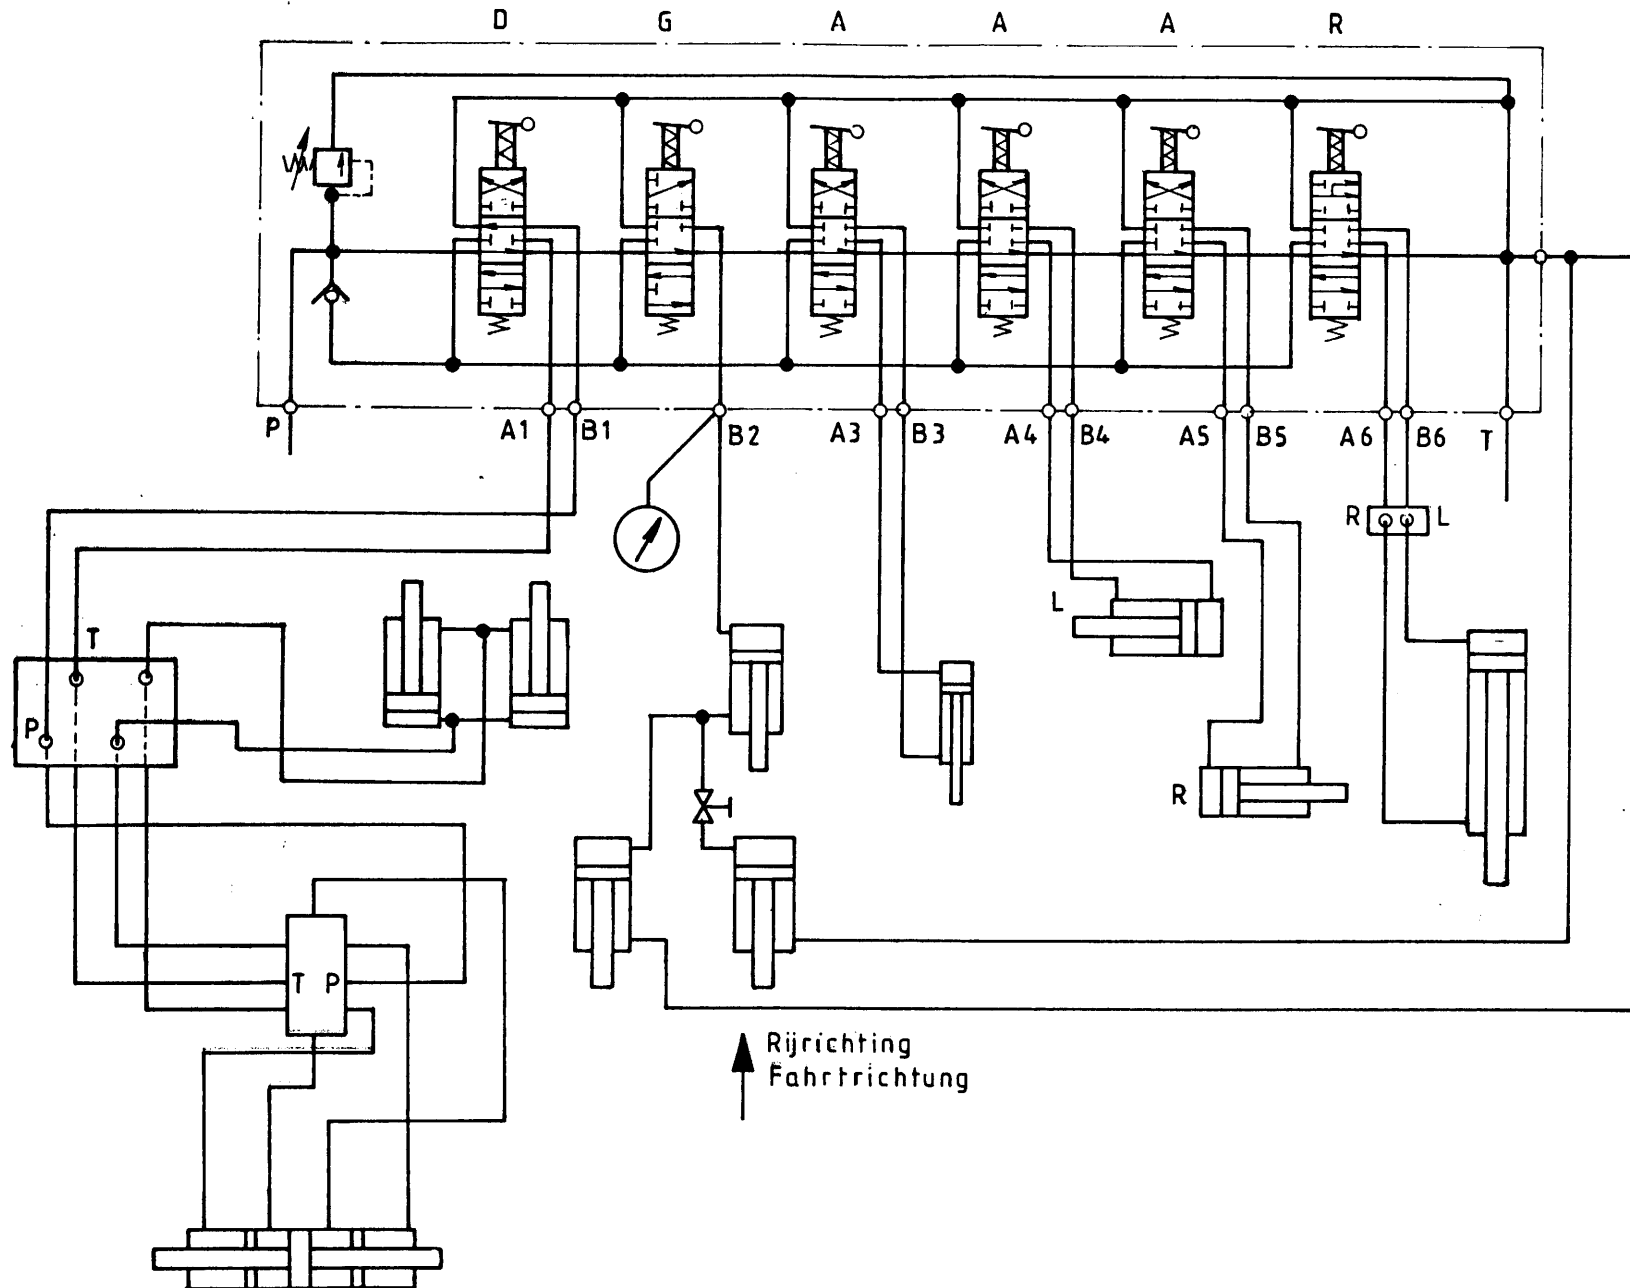 D G A A A R
P A1 B1 B2 A3 B3 A4 B4 A5 B5 A6 B6 T
R L
L
T
P
R
T P
Rijrichting
Fahrtrichtung